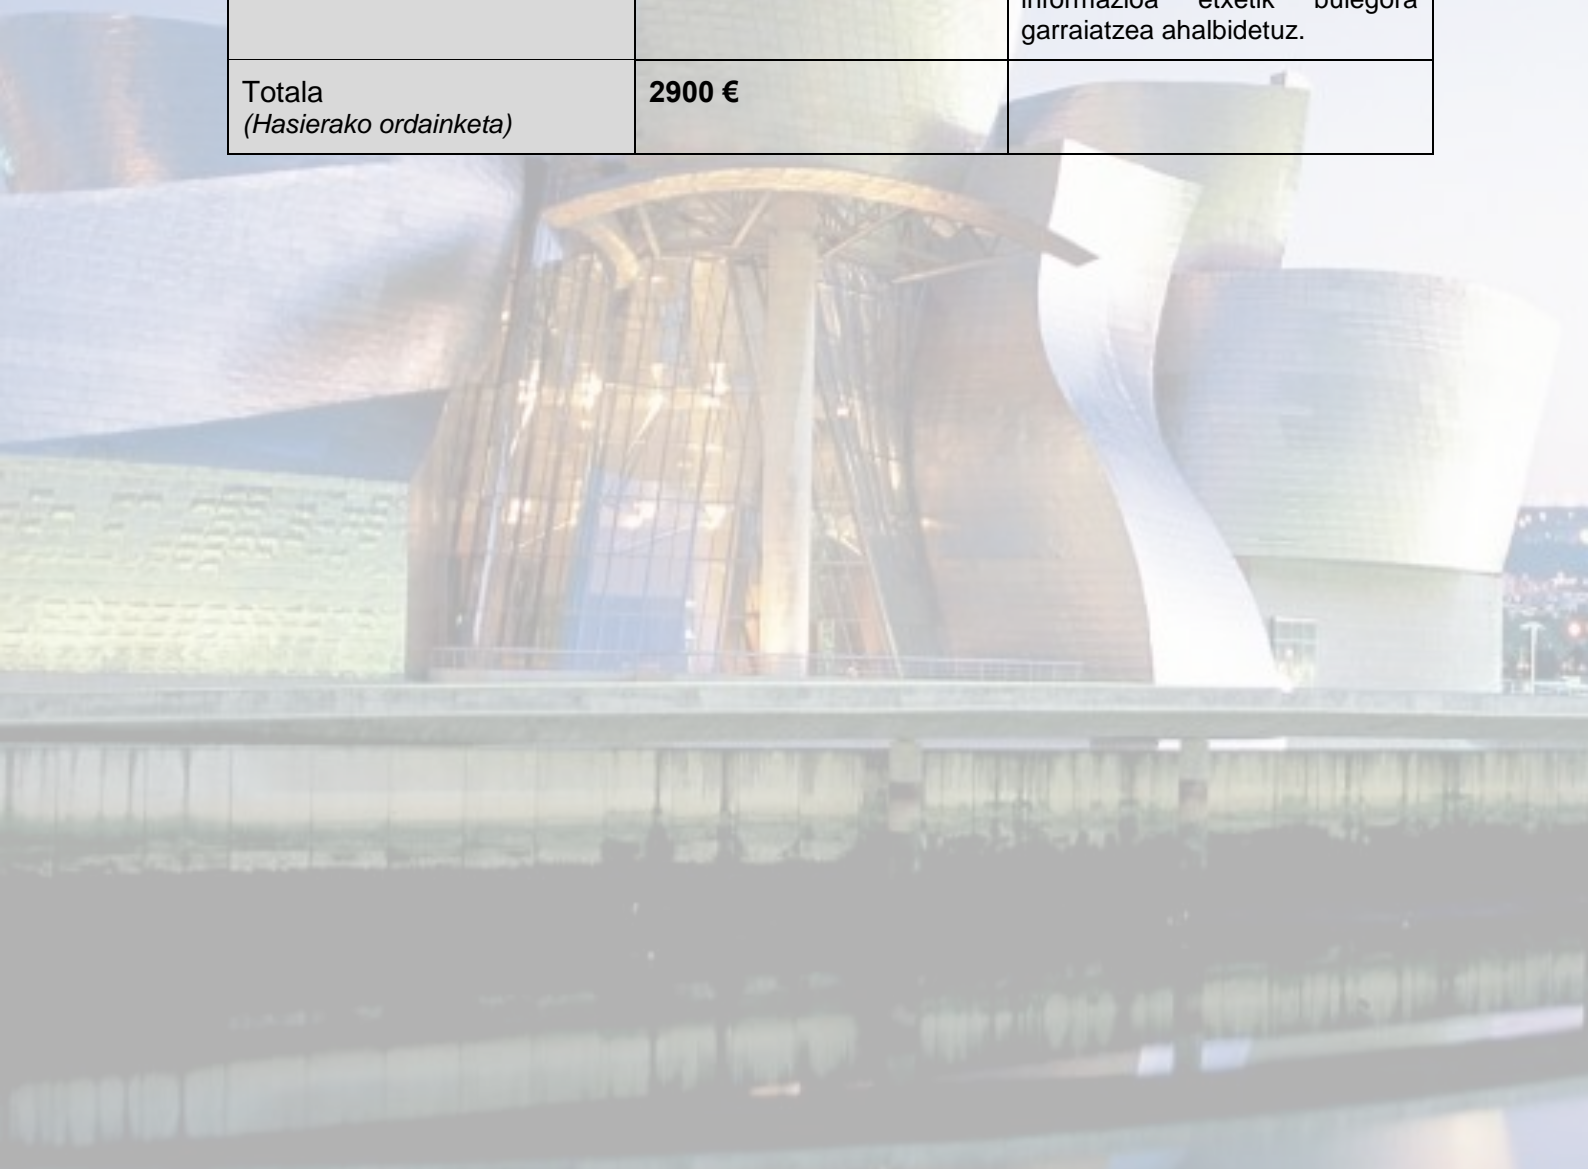 informazioa etxetik bulegora
garraiatzea ahalbidetuz.
Totala
2900 €
(Hasierako ordainketa)